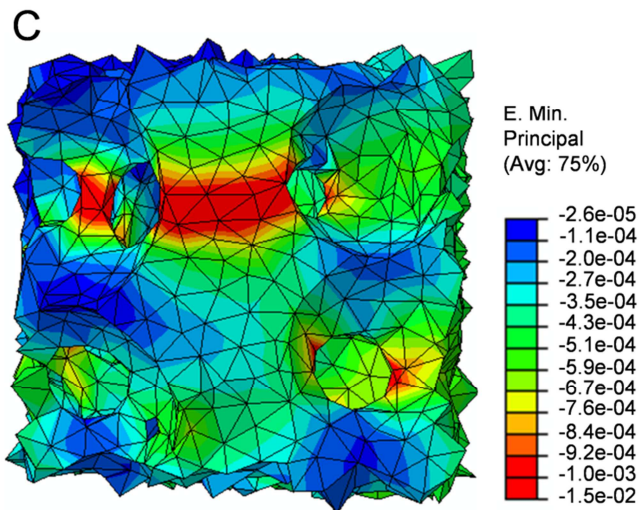 C
E. Min.
Principal
(Avg: 75%)
-2.6e-05
-1.1e-04
-2.0e-04
-2.7e-04
-3.5e-04
-4.3e-04
-5.1e-04
-5.9e-04
-6.7e-04
-7.6e-04
-8.4e-04
-9.2e-04
-1.0e-03
-1.5e-02